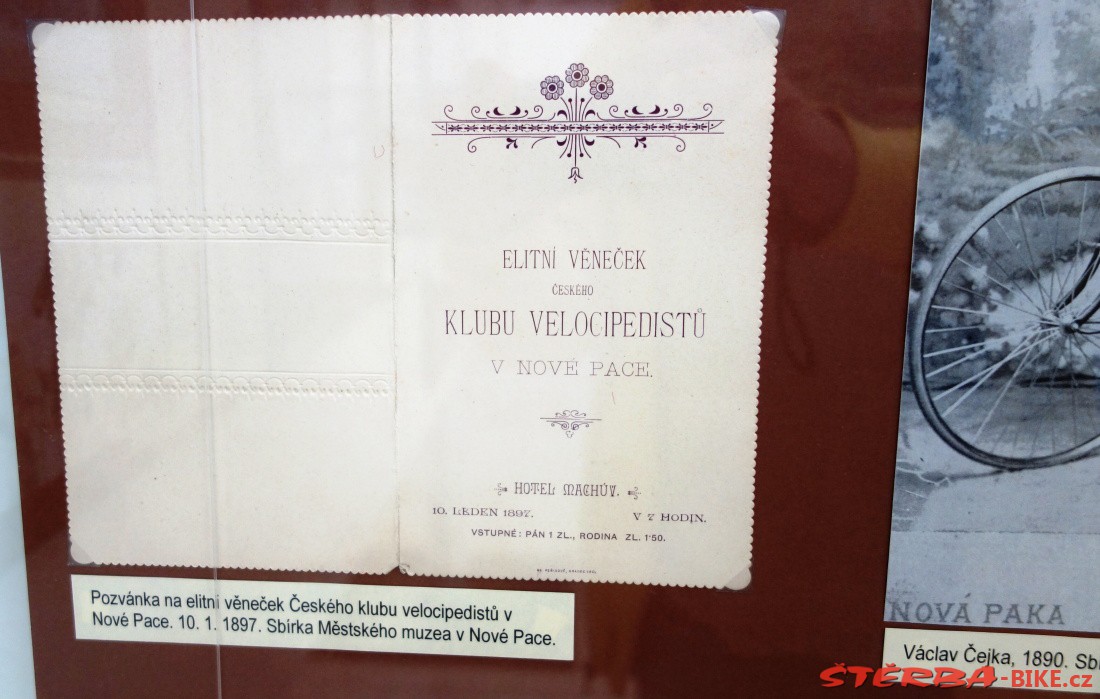 ELITNÍ VĚNEČEK
ČESKÉHO
KLUBU VELOCIPEDISTŮ
V NOVÉ PACE.
HOTEL MACHŮV.
10. LEDEN 1897. V 7 HODIN.
VSTUPNÉ: PÁN 1 ZL., RODINA ZL. 1·50.
Pozvánka na elitní věneček Českého klubu velocipedistů v
Nové Pace. 10. 1. 1897. Sbírka Městského muzea v Nové Pace.
NOVÁ PAKA
Václav Čejka, 1890.
ŠTĚRBA-BIKE.cz